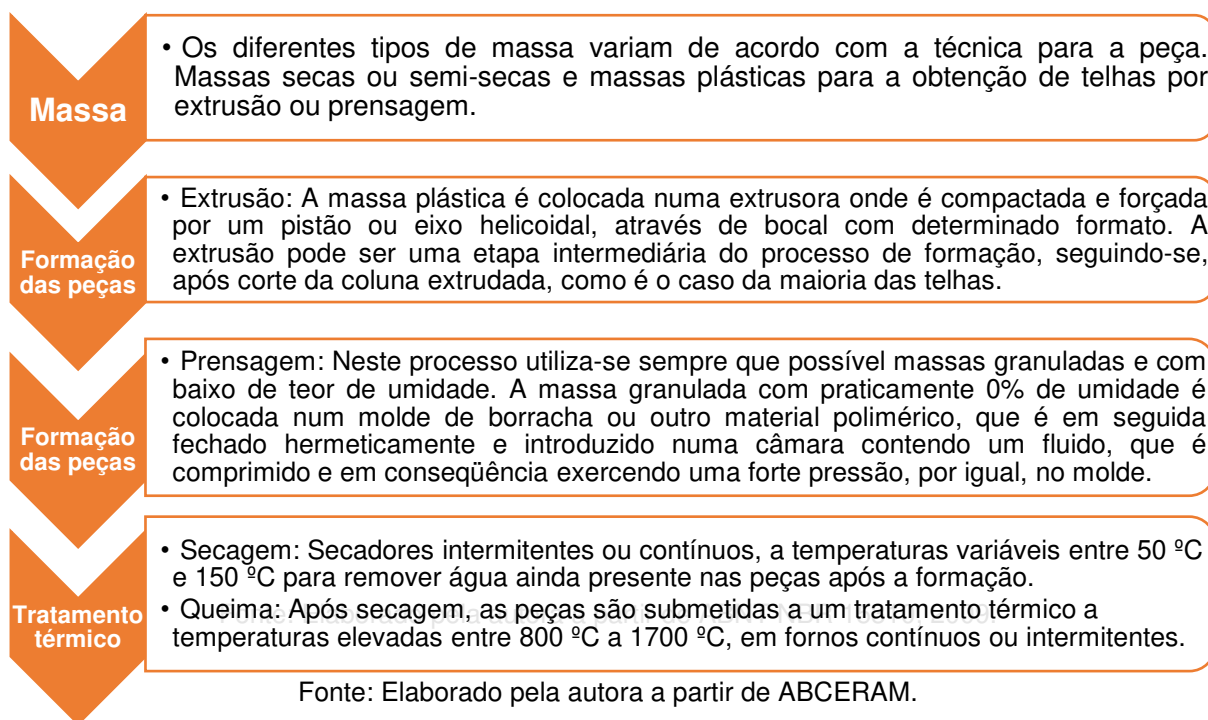 Massa
• Os diferentes tipos de massa variam de acordo com a técnica para a peça.
Massas secas ou semi-secas e massas plásticas para a obtenção de telhas por
extrusão ou prensagem.
Formação
das peças
• Extrusão: A massa plástica é colocada numa extrusora onde é compactada e forçada
por um pistão ou eixo helicoidal, através de bocal com determinado formato. A
extrusão pode ser uma etapa intermediária do processo de formação, seguindo-se,
após corte da coluna extrudada, como é o caso da maioria das telhas.
Formação
das peças
• Prensagem: Neste processo utiliza-se sempre que possível massas granuladas e com
baixo de teor de umidade. A massa granulada com praticamente 0% de umidade é
colocada num molde de borracha ou outro material polimérico, que é em seguida
fechado hermeticamente e introduzido numa câmara contendo um fluido, que é
comprimido e em conseqüência exercendo uma forte pressão, por igual, no molde.
Tratamento
térmico
• Secagem: Secadores intermitentes ou contínuos, a temperaturas variáveis entre 50 ºC
e 150 ºC para remover água ainda presente nas peças após a formação.
• Queima: Após secagem, as peças são submetidas a um tratamento térmico a
temperaturas elevadas entre 800 ºC a 1700 ºC, em fornos contínuos ou intermitentes.
Fonte: Elaborado pela autora a partir de ABCERAM.